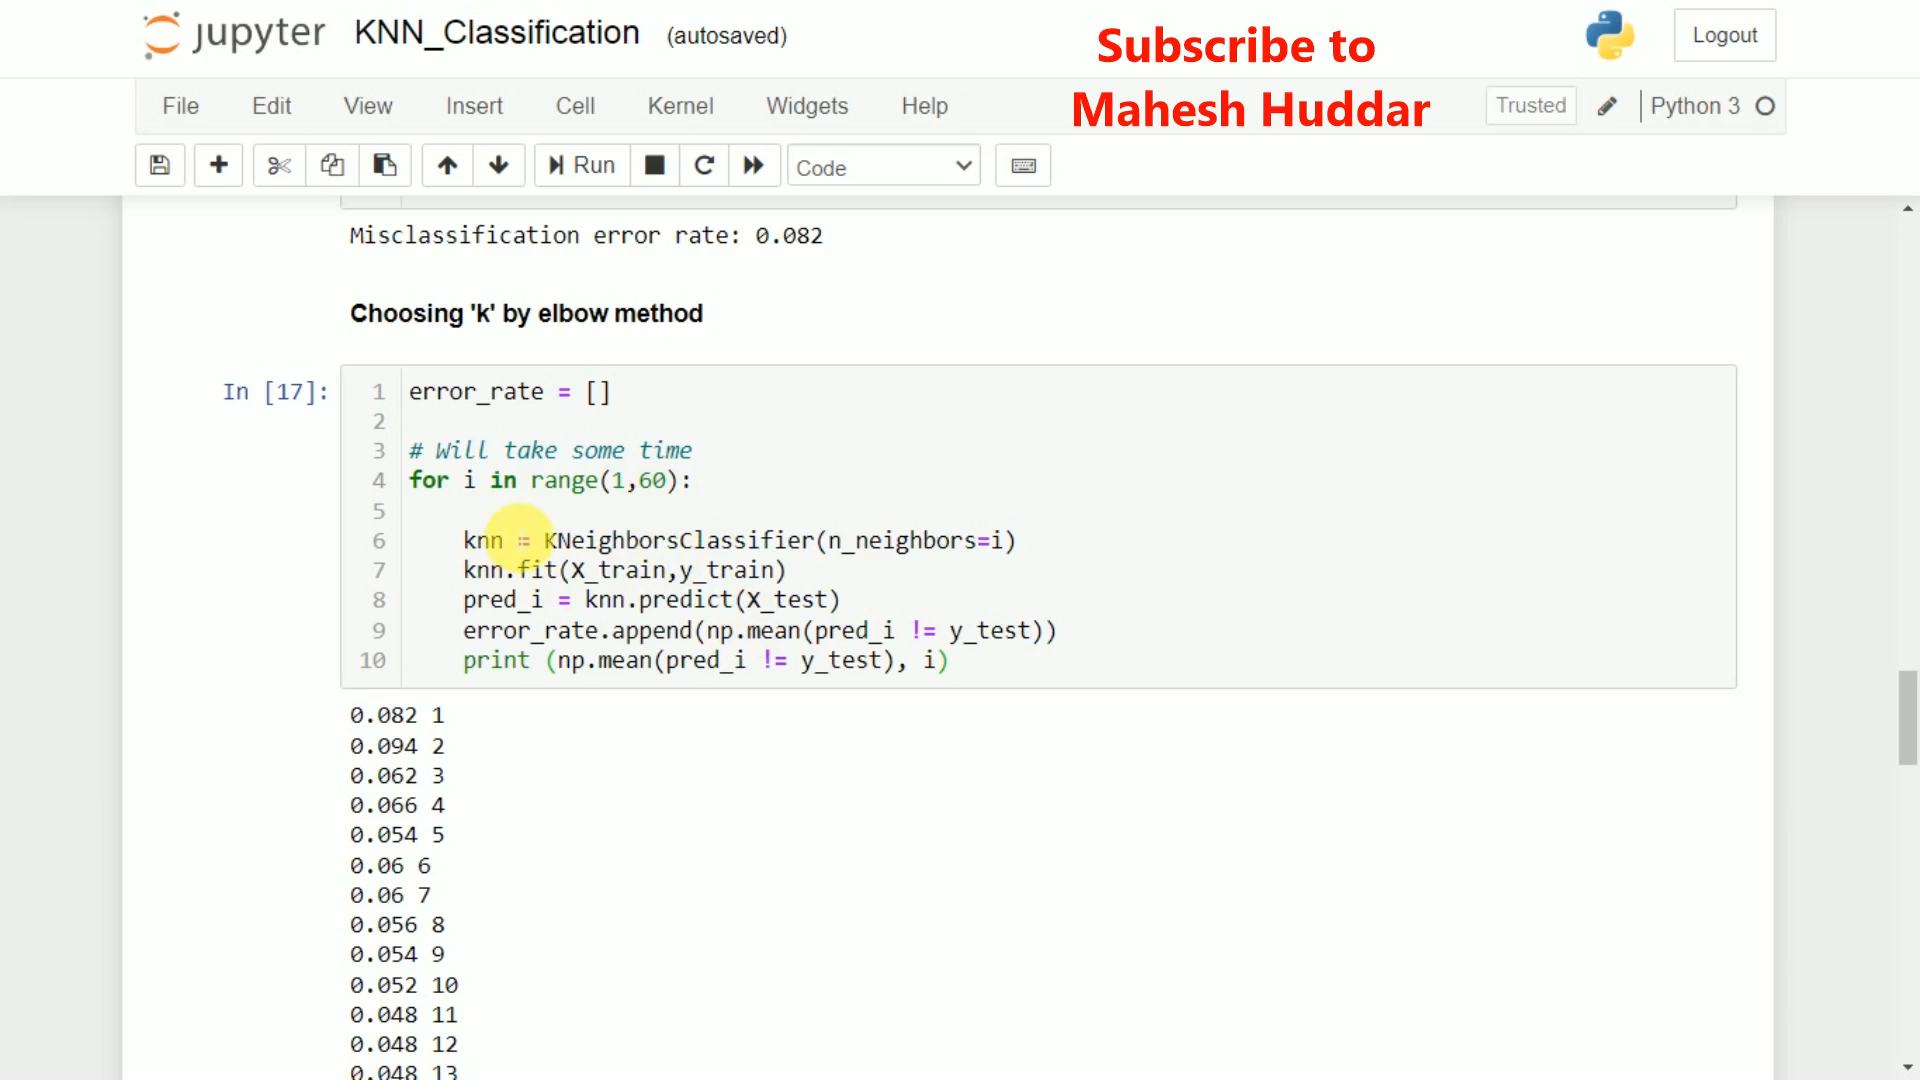 jupyter KNN_Classification (autosaved)
Subscribe to
Mahesh Huddar
Logout
File Edit View Insert Cell Kernel Widgets Help
Trusted Python 3
Run
Code
Misclassification error rate: 0.082
Choosing 'k' by elbow method
In [17]:
1 error_rate = []
2
3 # Will take some time
4 for i in range(1,60):
5
6 knn = KNeighborsClassifier(n_neighbors=i)
7 knn.fit(X_train,y_train)
8 pred_i = knn.predict(X_test)
9 error_rate.append(np.mean(pred_i != y_test))
10 print (np.mean(pred_i != y_test), i)
0.082 1
0.094 2
0.062 3
0.066 4
0.054 5
0.06 6
0.06 7
0.056 8
0.054 9
0.052 10
0.048 11
0.048 12
0.048 13